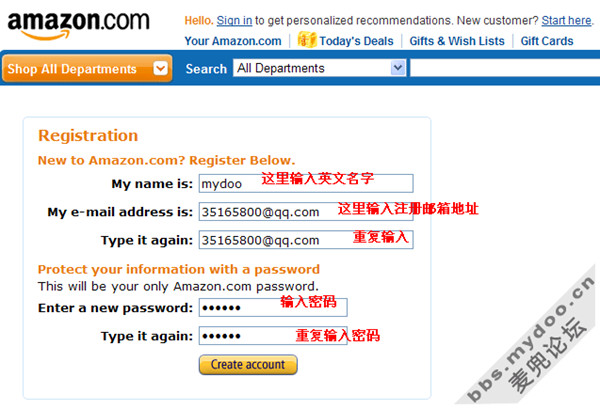 amazon.com
Hello. Sign in to get personalized recommendations. New customer? Start here.
Your Amazon.com Today's Deals Gifts & Wish Lists Gift Cards
Shop All Departments Search All Departments
Registration
New to Amazon.com? Register Below.
My name is: mydoo 这里输入英文名字
My e-mail address is: 35165800@qq.com 这里输入注册邮箱地址
Type it again: 35165800@qq.com 重复输入
Protect your information with a password
This will be your only Amazon.com password.
Enter a new password: •••••• 输入密码
Type it again: •••••• 重复输入密码
Create account
bbs.mydoo.cn
麦兜论坛